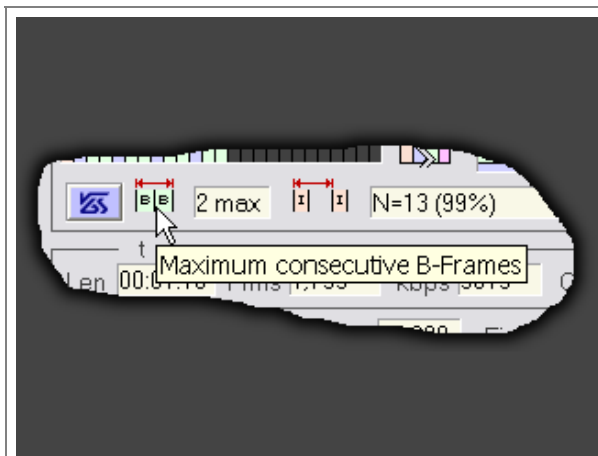 B B 2 max I I N=13 (99%)
t
Maximum consecutive B-Frames
Len kbps